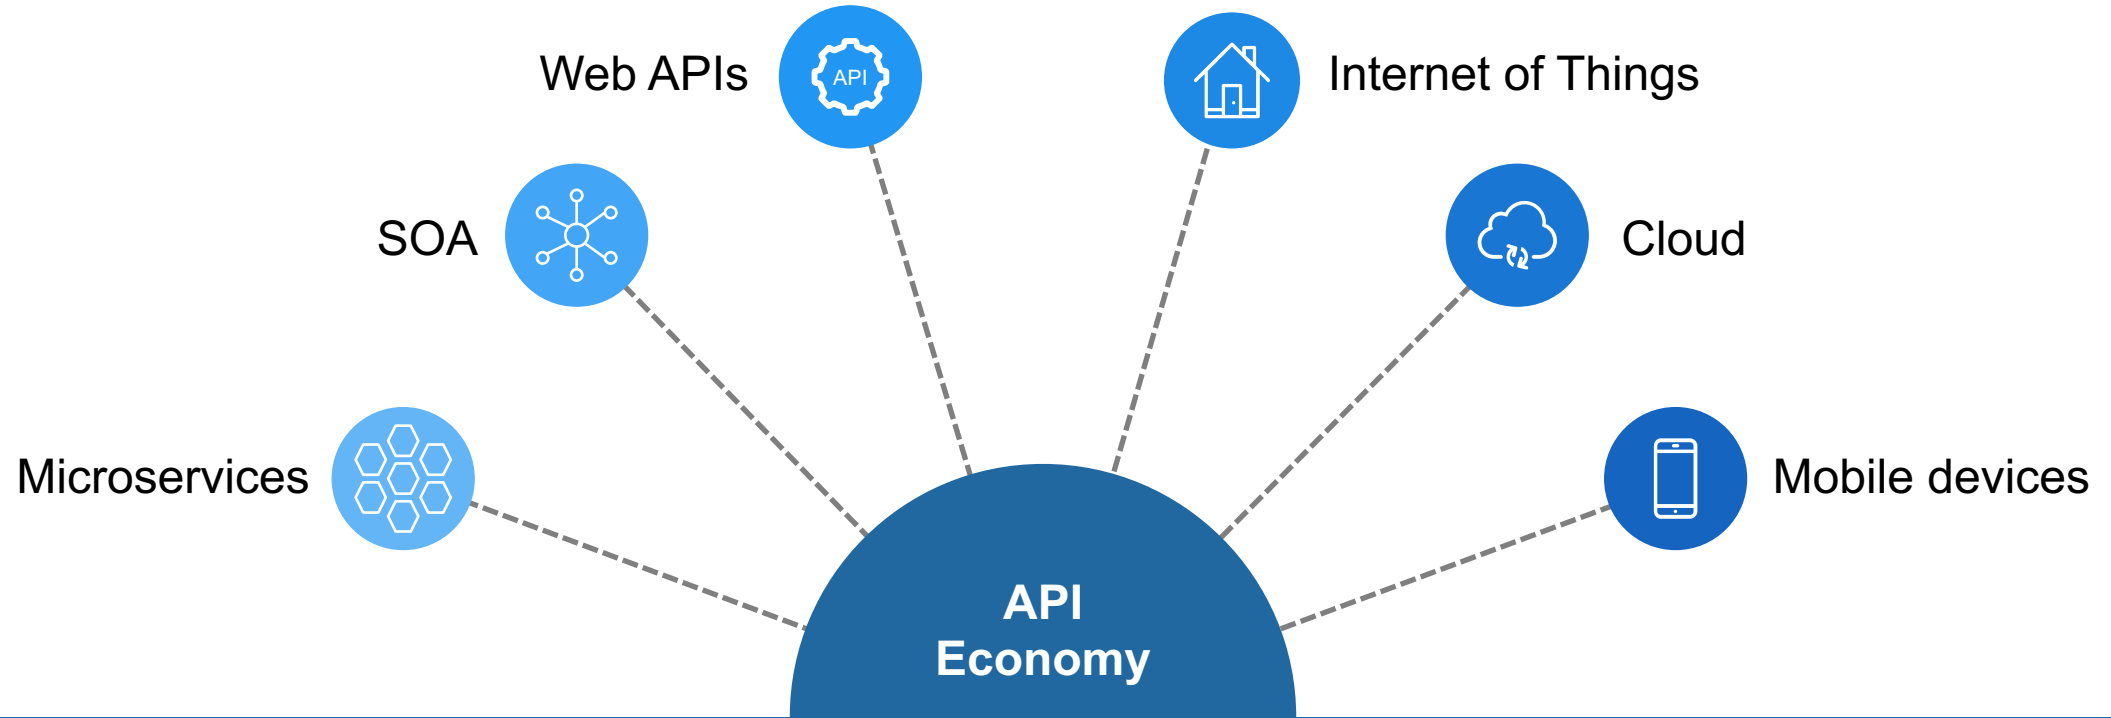 Web APIs
API
Internet of Things
SOA
Cloud
Microservices
Mobile devices
API
Economy